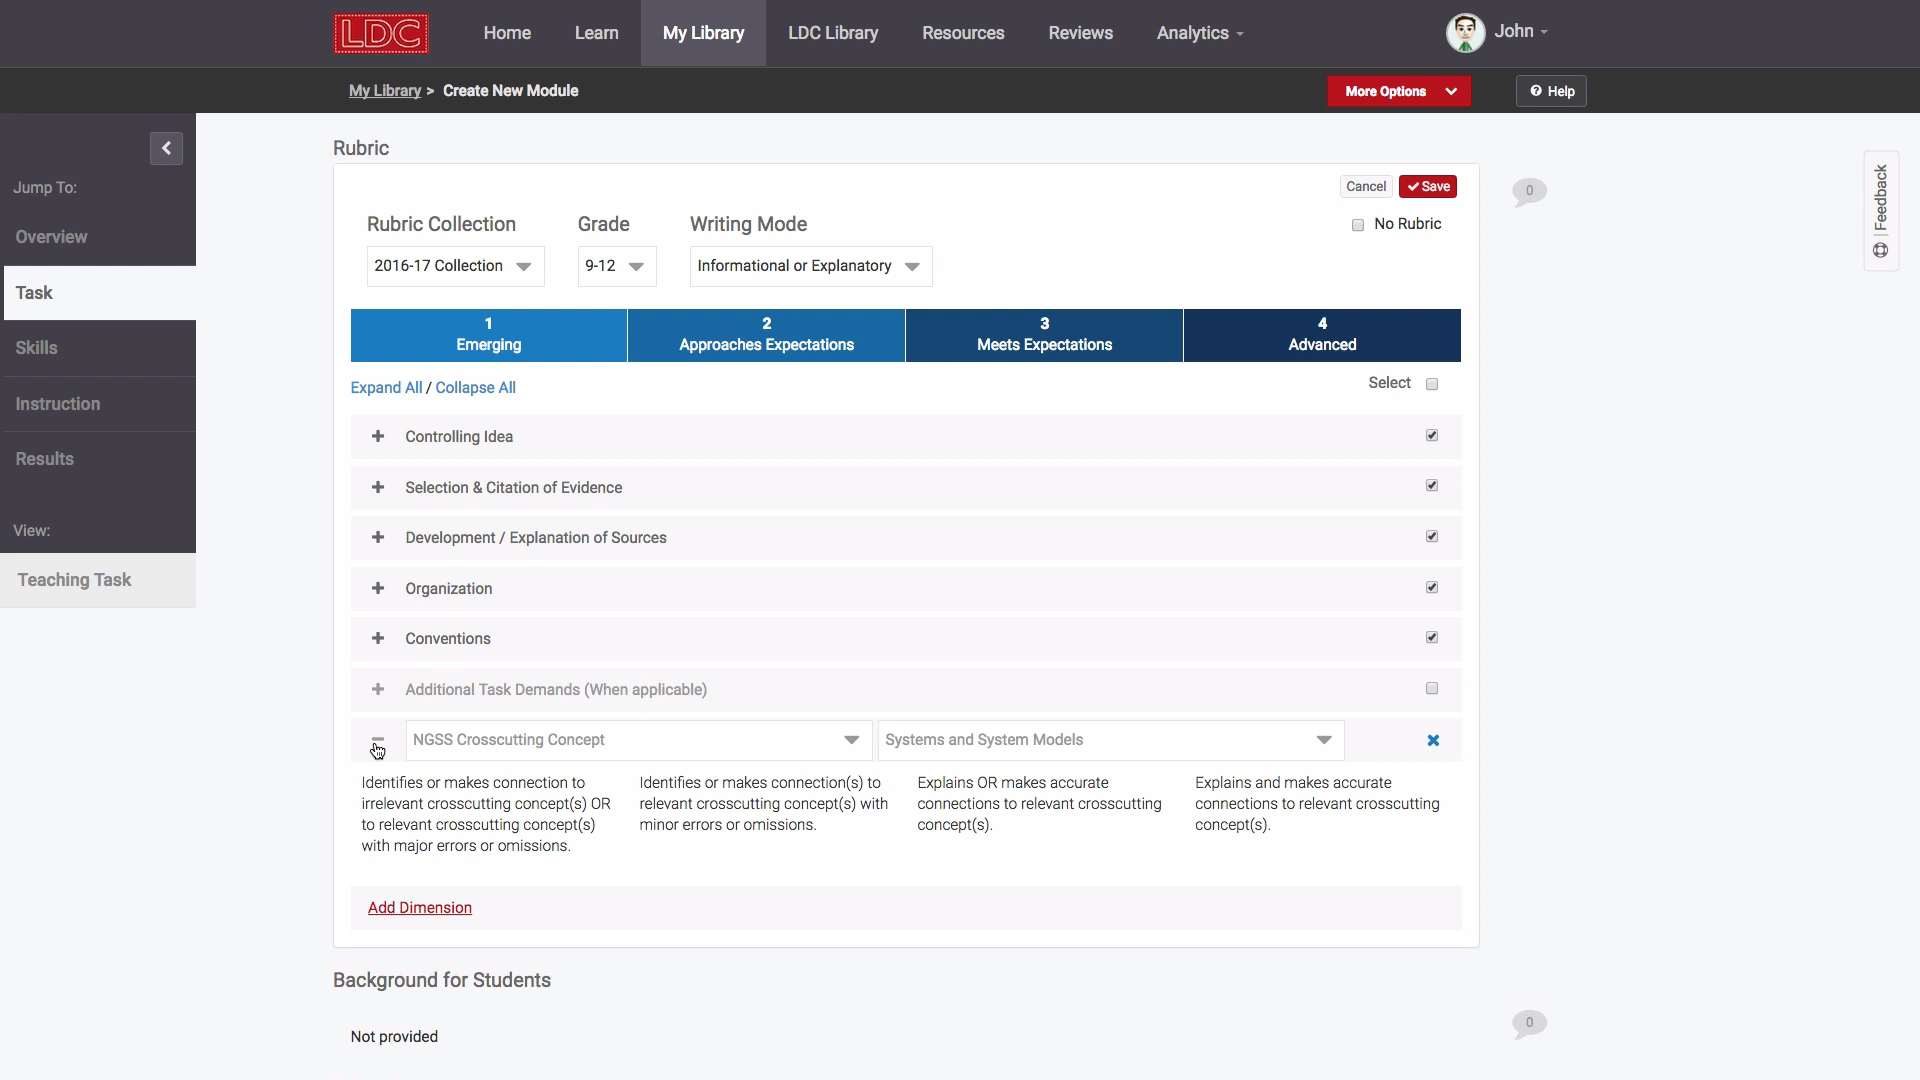 LDC
Home
Learn
My Library
LDC Library
Resources
Reviews
Analytics
John
My Library > Create New Module
More Options
Help
Jump To:
Overview
Task
Skills
Instruction
Results
View:
Teaching Task
Feedback
Rubric
Cancel
Save
0
Rubric Collection
Grade
Writing Mode
No Rubric
2016-17 Collection
9-12
Informational or Explanatory
1
Emerging
2
Approaches Expectations
3
Meets Expectations
4
Advanced
Expand All / Collapse All
Select
Controlling Idea
Selection & Citation of Evidence
Development / Explanation of Sources
Organization
Conventions
Additional Task Demands (When applicable)
NGSS Crosscutting Concept
Systems and System Models
Identifies or makes connection to
irrelevant crosscutting concept(s) OR
to relevant crosscutting concept(s)
with major errors or omissions.
Identifies or makes connection(s) to
relevant crosscutting concept(s) with
minor errors or omissions.
Explains OR makes accurate
connections to relevant crosscutting
concept(s).
Explains and makes accurate
connections to relevant crosscutting
concept(s).
Add Dimension
Background for Students
Not provided
0